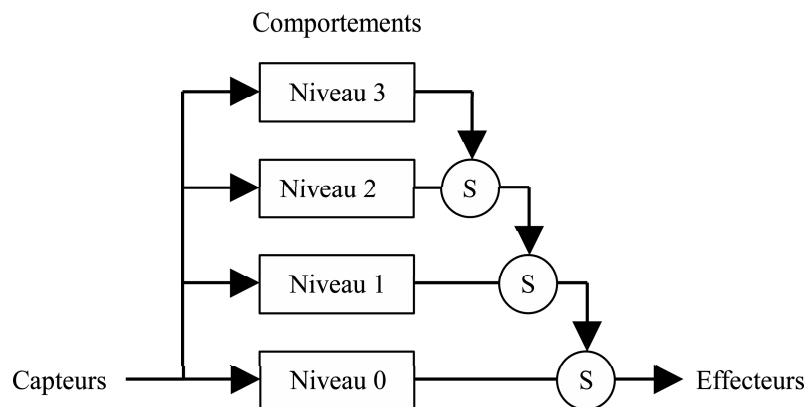 Comportements
Niveau 3
Niveau 2
S
Niveau 1
S
Capteurs
Niveau 0
S
Effecteurs